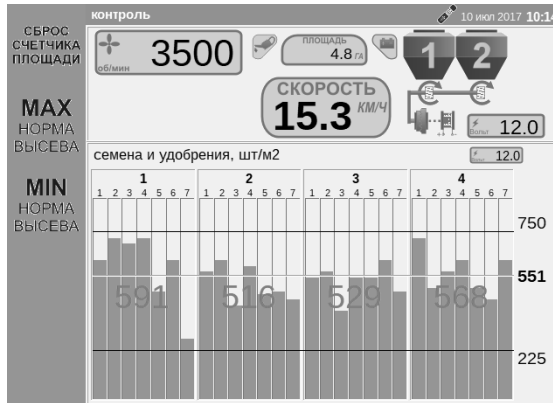 контроль
10 июл 2017 10:14
СБРОС
СЧЕТЧИКА
ПЛОЩАДИ
MAX
НОРМА
ВЫСЕВА
MIN
НОРМА
ВЫСЕВА
об/мин 3500
ПЛОЩАДЬ
4.8 ГА
СКОРОСТЬ
15.3 КМ/Ч
1 2
Вольт 12.0
семена и удобрения, шт/м2
Вольт 12.0
1 2 3 4
1 2 3 4 5 6 7 1 2 3 4 5 6 7 1 2 3 4 5 6 7 1 2 3 4 5 6 7
750
551
591 516 529 568
225